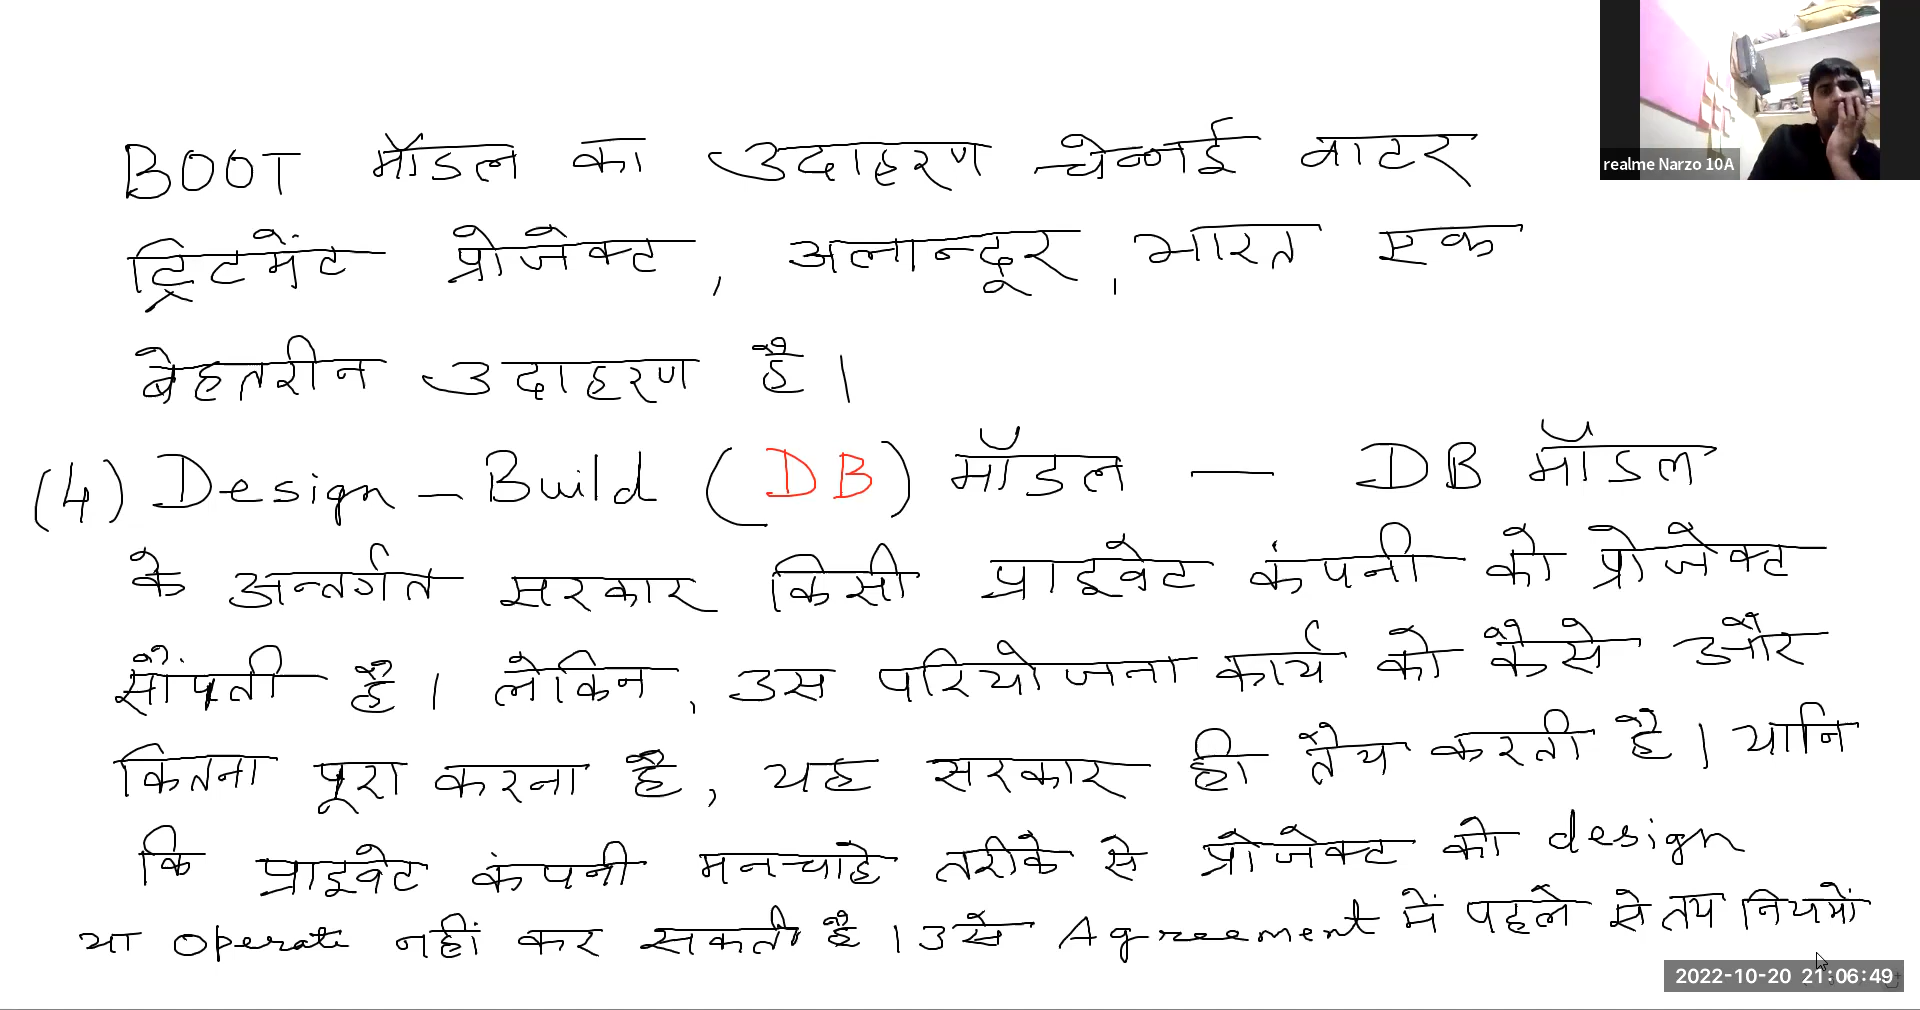 BOOT मॉडल का उदाहरण चेन्नई वाटर
ट्रिटमेंट प्रोजेक्ट, अलान्दूर, भारत एक
बेहतरीन उदाहरण है।
(4) Design-Build (DB) मॉडल — DB मॉडल
के अन्तर्गत सरकार किसी प्राइवेट कंपनी को प्रोजेक्ट
सौंपती है। लेकिन, उस परियोजना कार्य को कैसे और
कितना पूरा करना है, यह सरकार ही तैय करती है। यानि
कि प्राइवेट कंपनी मनचाहे तरीके से प्रोजेक्ट को design
या operate नहीं कर सकती है। उसे Agreement में पहले से तय नियमों
realme Narzo 10A
2022-10-20 21:06:49